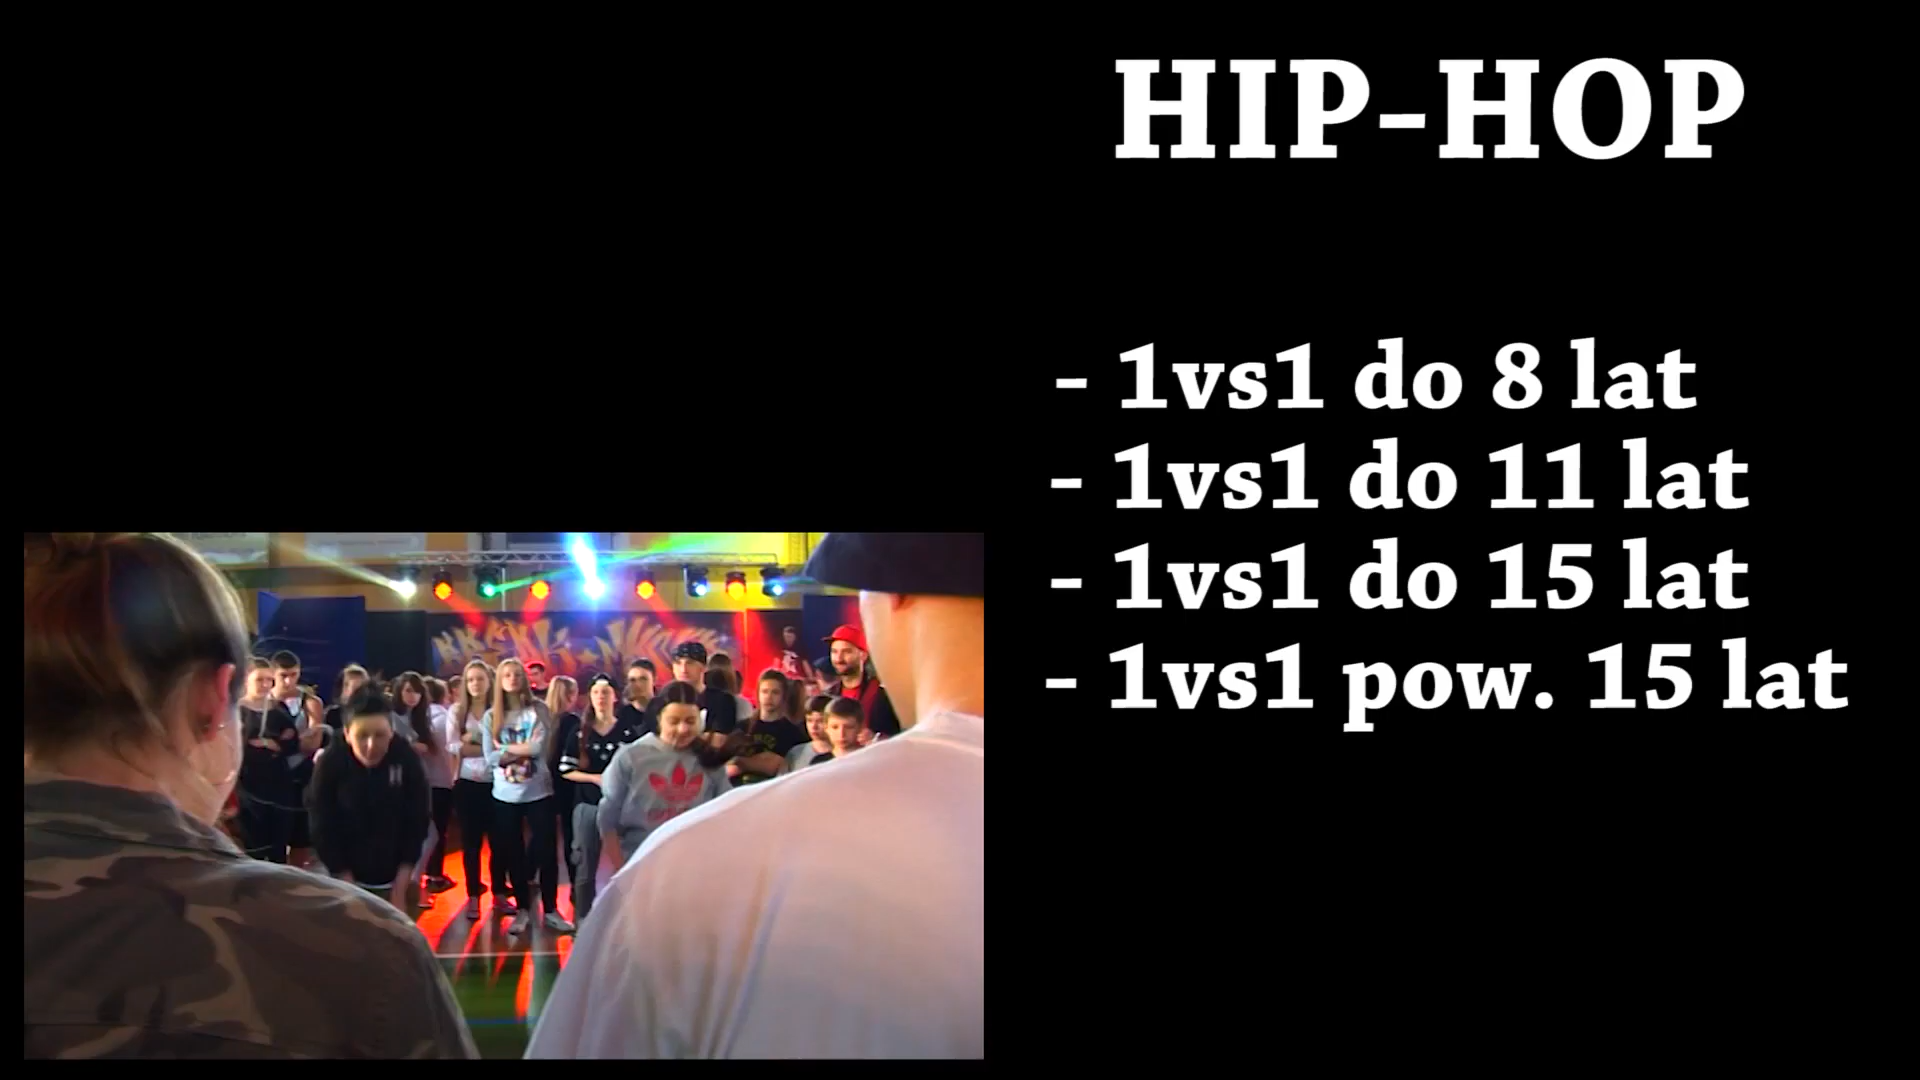 HIP-HOP
- 1vs1 do 8 lat
- 1vs1 do 11 lat
- 1vs1 do 15 lat
- 1vs1 pow. 15 lat